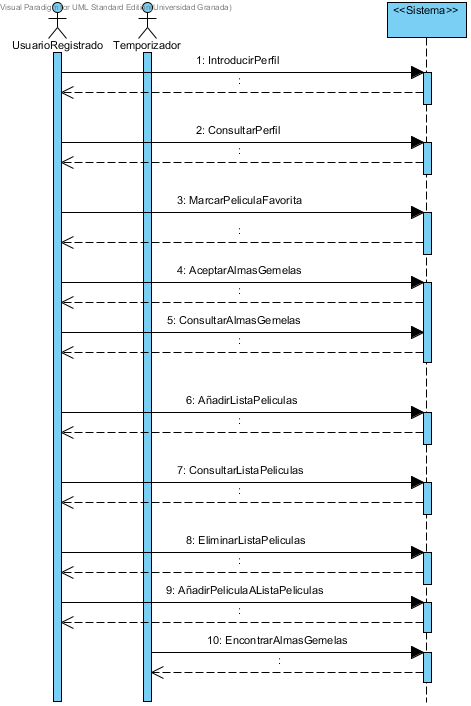 Visual Paradigm for UML Standard Edition(Universidad Granada)
<<Sistema>>
UsuarioRegistrado
Temporizador
1: IntroducirPerfil
:
2: ConsultarPerfil
:
3: MarcarPeliculaFavorita
:
4: AceptarAlmasGemelas
:
5: ConsultarAlmasGemelas
:
6: AñadirListaPeliculas
:
7: ConsultarListaPeliculas
:
8: EliminarListaPeliculas
:
9: AñadirPeliculaAListaPeliculas
:
10: EncontrarAlmasGemelas
: